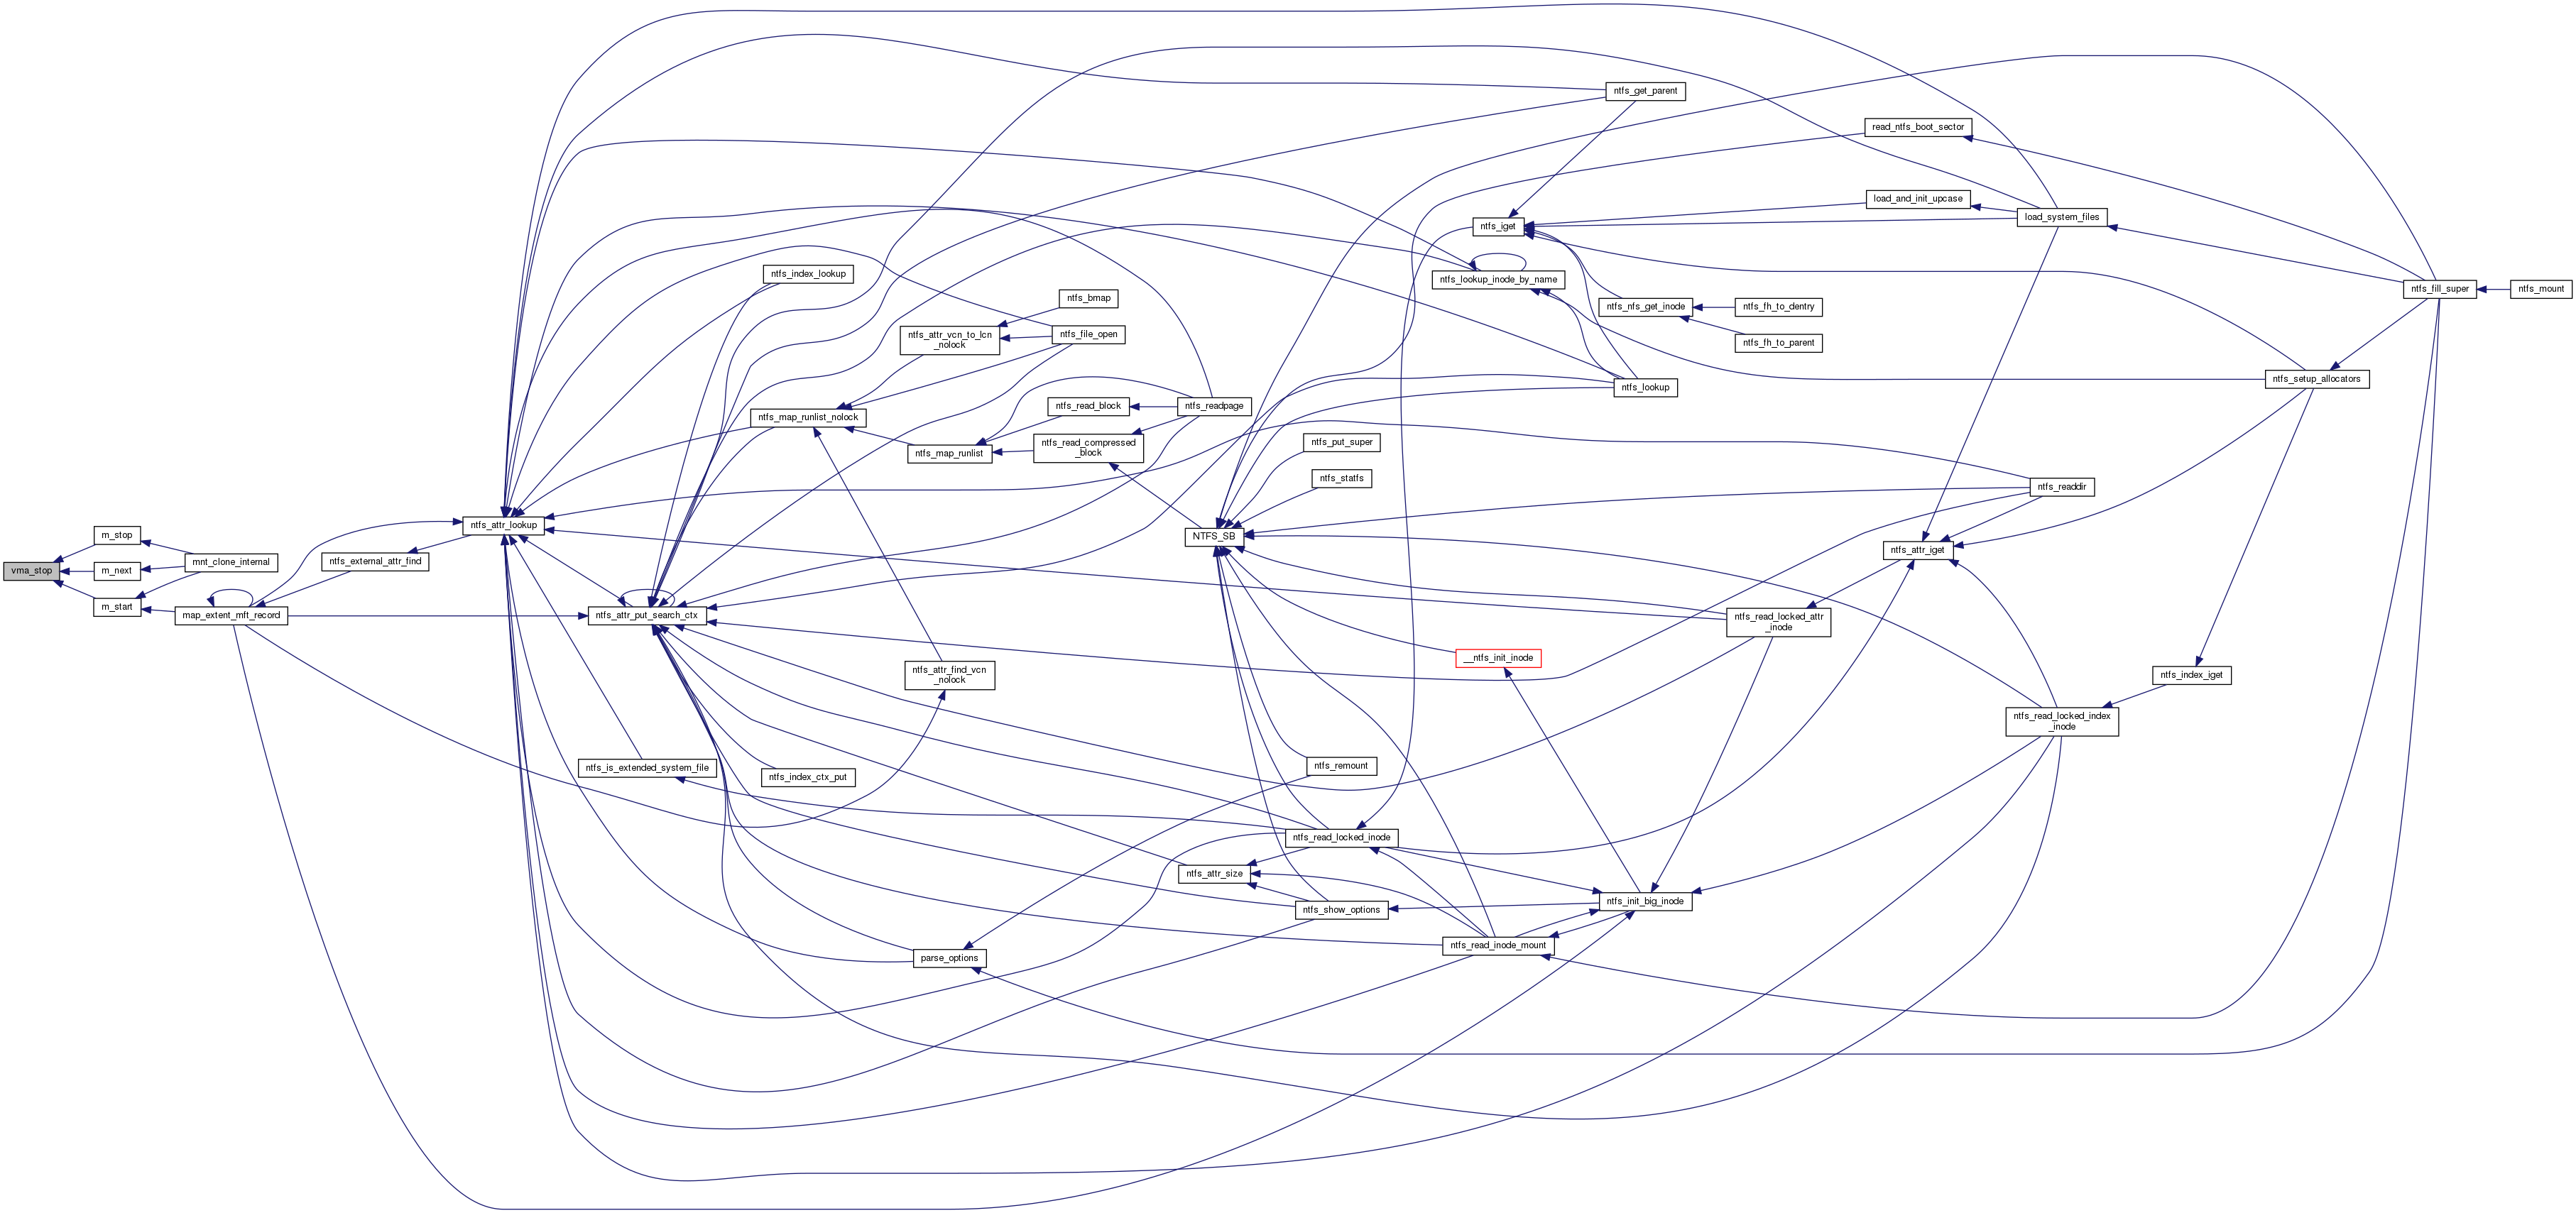 ntfs_get_parent
read_ntfs_boot_sector
load_and_init_upcase
load_system_files
ntfs_iget
ntfs_index_lookup
ntfs_lookup_inode_by_name
ntfs_fill_super
ntfs_mount
ntfs_bmap
ntfs_nfs_get_inode
ntfs_fh_to_dentry
ntfs_attr_vcn_to_lcn
_nolock
ntfs_file_open
ntfs_fh_to_parent
ntfs_setup_allocators
ntfs_lookup
ntfs_read_block
ntfs_readpage
ntfs_map_runlist_nolock
ntfs_map_runlist
ntfs_read_compressed
_block
ntfs_put_super
ntfs_statfs
ntfs_readdir
ntfs_attr_lookup
m_stop
NTFS_SB
ntfs_attr_iget
mnt_clone_internal
ntfs_external_attr_find
vma_stop
m_next
m_start
map_extent_mft_record
ntfs_attr_put_search_ctx
ntfs_read_locked_attr
_inode
__ntfs_init_inode
ntfs_attr_find_vcn
_nolock
ntfs_index_iget
ntfs_read_locked_index
_inode
ntfs_is_extended_system_file
ntfs_index_ctx_put
ntfs_remount
ntfs_read_locked_inode
ntfs_attr_size
ntfs_show_options
ntfs_init_big_inode
ntfs_read_inode_mount
parse_options